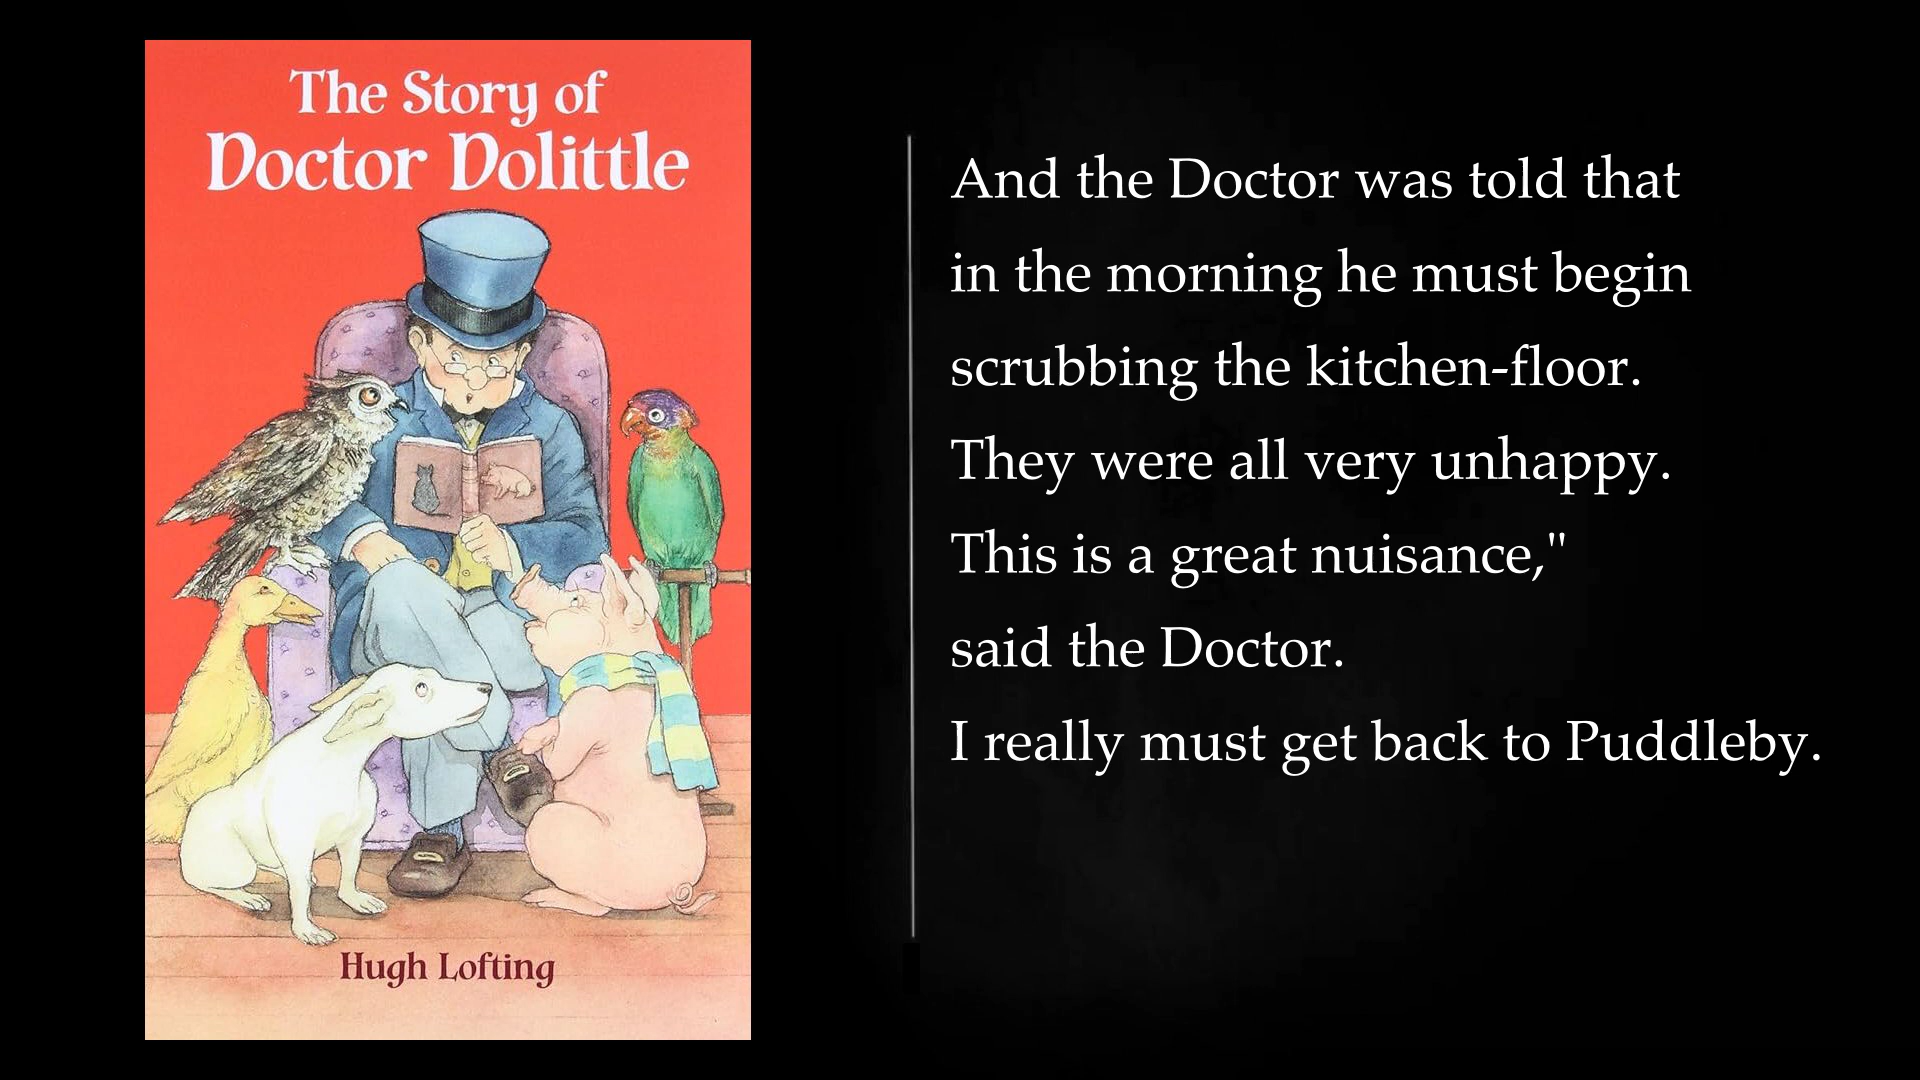 The Story of
Doctor Dolittle
Hugh Lofting
And the Doctor was told that
in the morning he must begin
scrubbing the kitchen-floor.
They were all very unhappy.
This is a great nuisance,"
said the Doctor.
I really must get back to Puddleby.